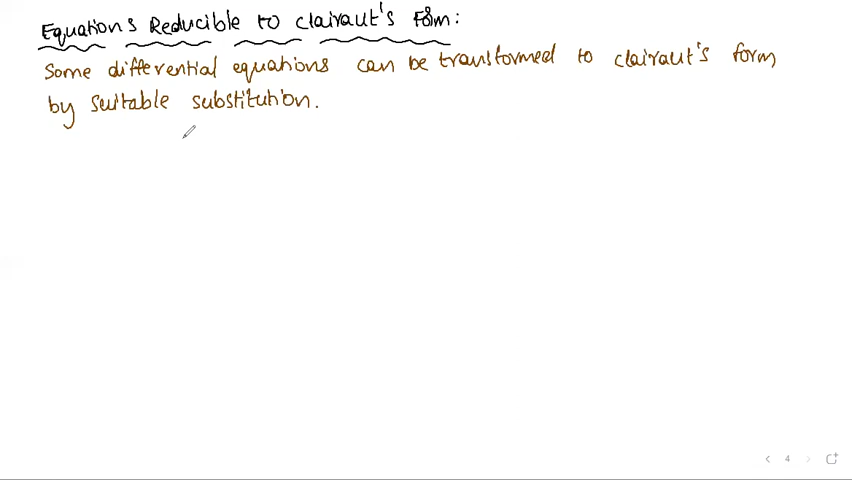 Equations Reducible to Clairaut's Form:
Some differential equations can be transformed to clairaut's form
by suitable substitution.
4